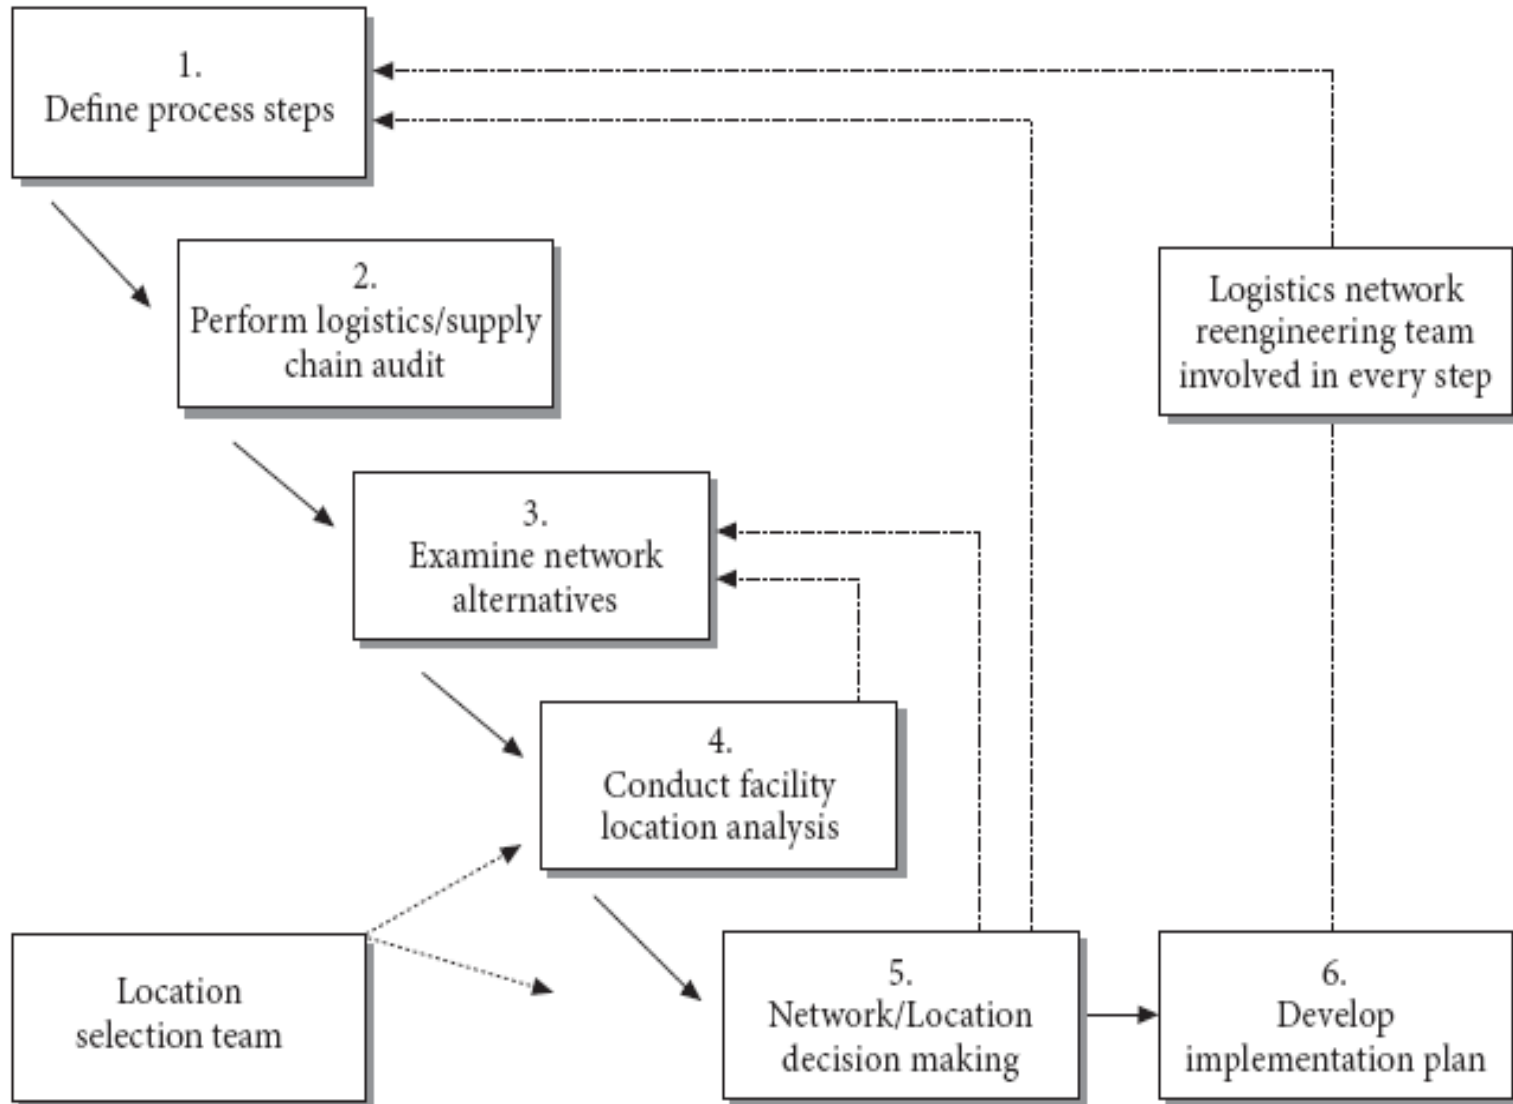 1.
Define process steps
2.
Perform logistics/supply
chain audit
Logistics network
reengineering team
involved in every step
3.
Examine network
alternatives
4.
Conduct facility
location analysis
Location
selection team
5.
Network/Location
decision making
6.
Develop
implementation plan